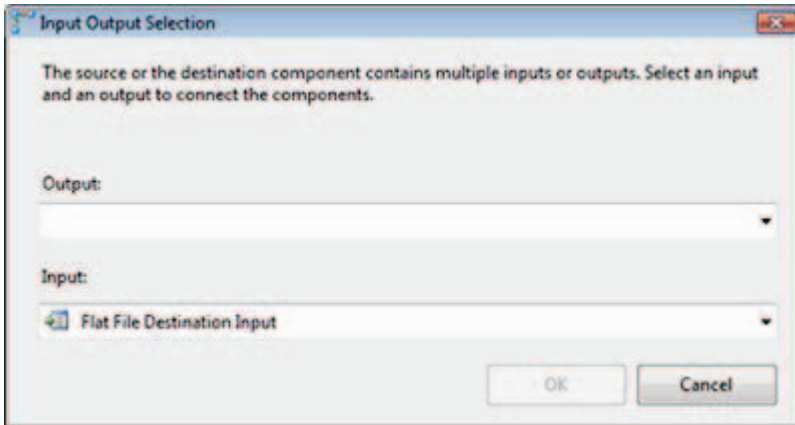 Input Output Selection
The source or the destination component contains multiple inputs or outputs. Select an input
and an output to connect the components.
Output:
Input:
Flat File Destination Input
OK
Cancel